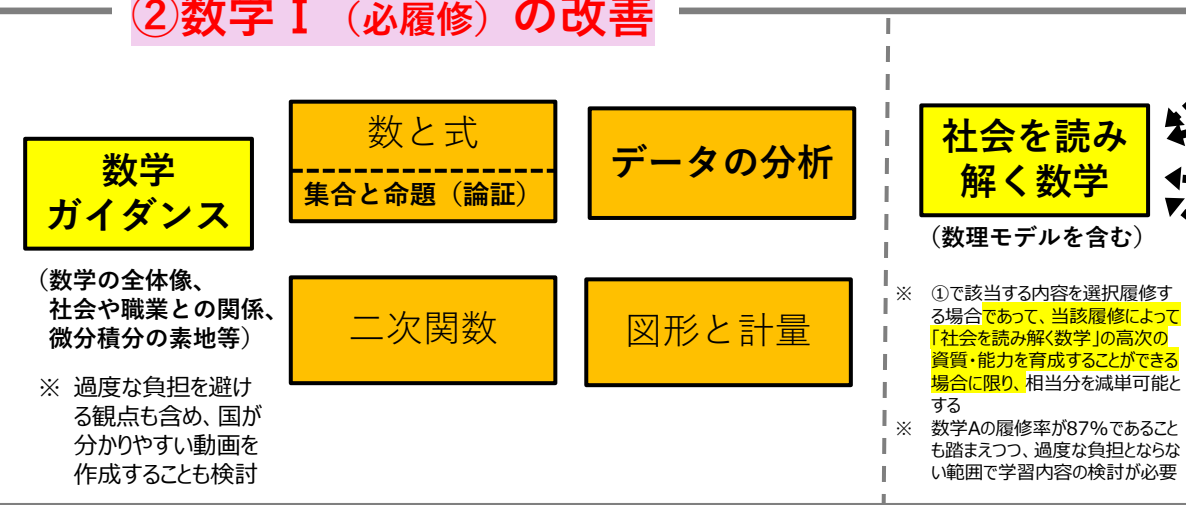 ②数学Ⅰ（必履修）の改善
数学
ガイダンス
（数学の全体像、
社会や職業との関係、
微分積分の素地等）
※ 過度な負担を避け
る観点も含め、国が
分かりやすい動画を
作成することも検討
数と式
集合と命題（論証）
データの分析
二次関数
図形と計量
社会を読み
解く数学
（数理モデルを含む）
※ ①で該当する内容を選択履修す
る場合であって、当該履修によって
「社会を読み解く数学」の高次の
資質・能力を育成することができる
場合に限り、相当分を減単可能と
する
※ 数学Aの履修率が87%であること
も踏まえつつ、過度な負担とならな
い範囲で学習内容の検討が必要